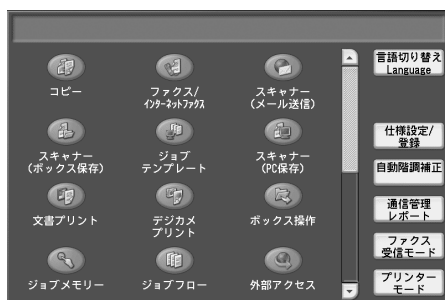 言語切り替え
Language
コピー
ファクス/
インターネットファクス
スキャナー
(メール送信)
スキャナー
(ボックス保存)
ジョブ
テンプレート
スキャナー
(PC保存)
仕様設定/
登録
自動階調補正
文書プリント
デジカメ
プリント
ボックス操作
通信管理
レポート
ファクス
受信モード
ジョブメモリー
ジョブフロー
外部アクセス
プリンター
モード